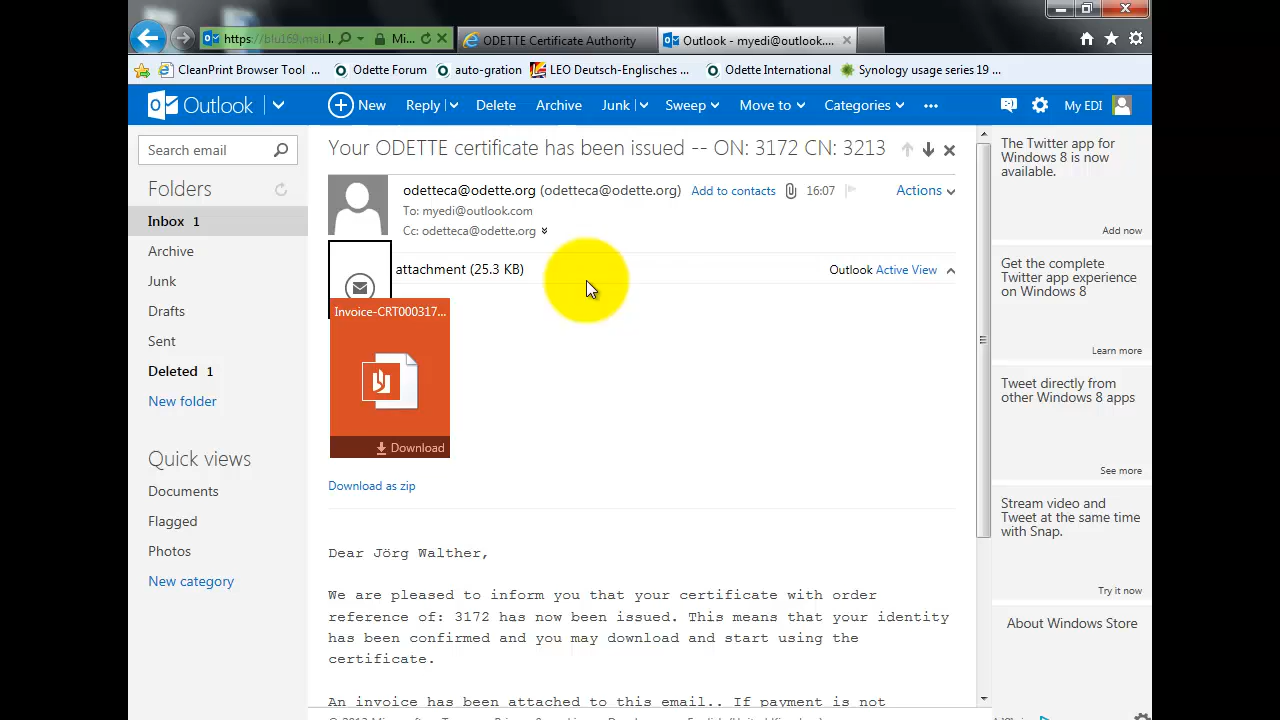 https://blu169.mail.l.
Mi...
ODETTE Certificate Authority
Outlook - myedi@outlook....
CleanPrint Browser Tool ...
Odette Forum
auto-gration
LEO Deutsch-Englisches ...
Odette International
Synology usage series 19 ...
Outlook
New
Reply
Delete
Archive
Junk
Sweep
Move to
Categories
My EDI
Search email
Folders
Inbox 1
Archive
Junk
Drafts
Sent
Deleted 1
New folder
Quick views
Documents
Flagged
Photos
New category
Your ODETTE certificate has been issued -- ON: 3172 CN: 3213
odetteca@odette.org (odetteca@odette.org) Add to contacts 16:07 Actions
To: myedi@outlook.com
Cc: odetteca@odette.org
attachment (25.3 KB)
Outlook Active View
Invoice-CRT000317...
Download
Download as zip
Dear Jörg Walther,
We are pleased to inform you that your certificate with order
reference of: 3172 has now been issued. This means that your identity
has been confirmed and you may download and start using the
certificate.
An invoice has been attached to this email.. If payment is not
The Twitter app for
Windows 8 is now
available.
Add now
Get the complete
Twitter app experience
on Windows 8
Learn more
Tweet directly from
other Windows 8 apps
See more
Stream video and
Tweet at the same time
with Snap.
Try it now
About Windows Store